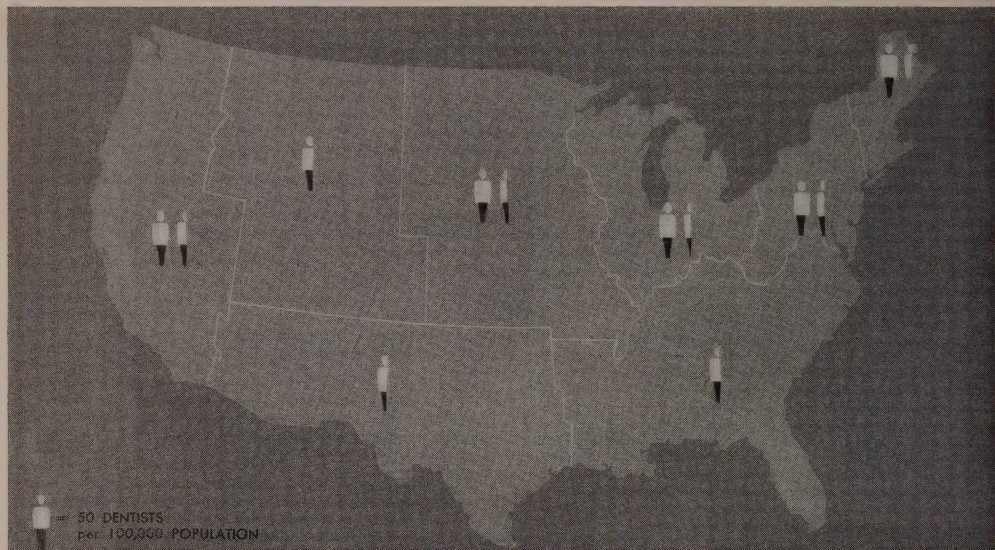 = 50 DENTISTS
per 100,000 POPULATION